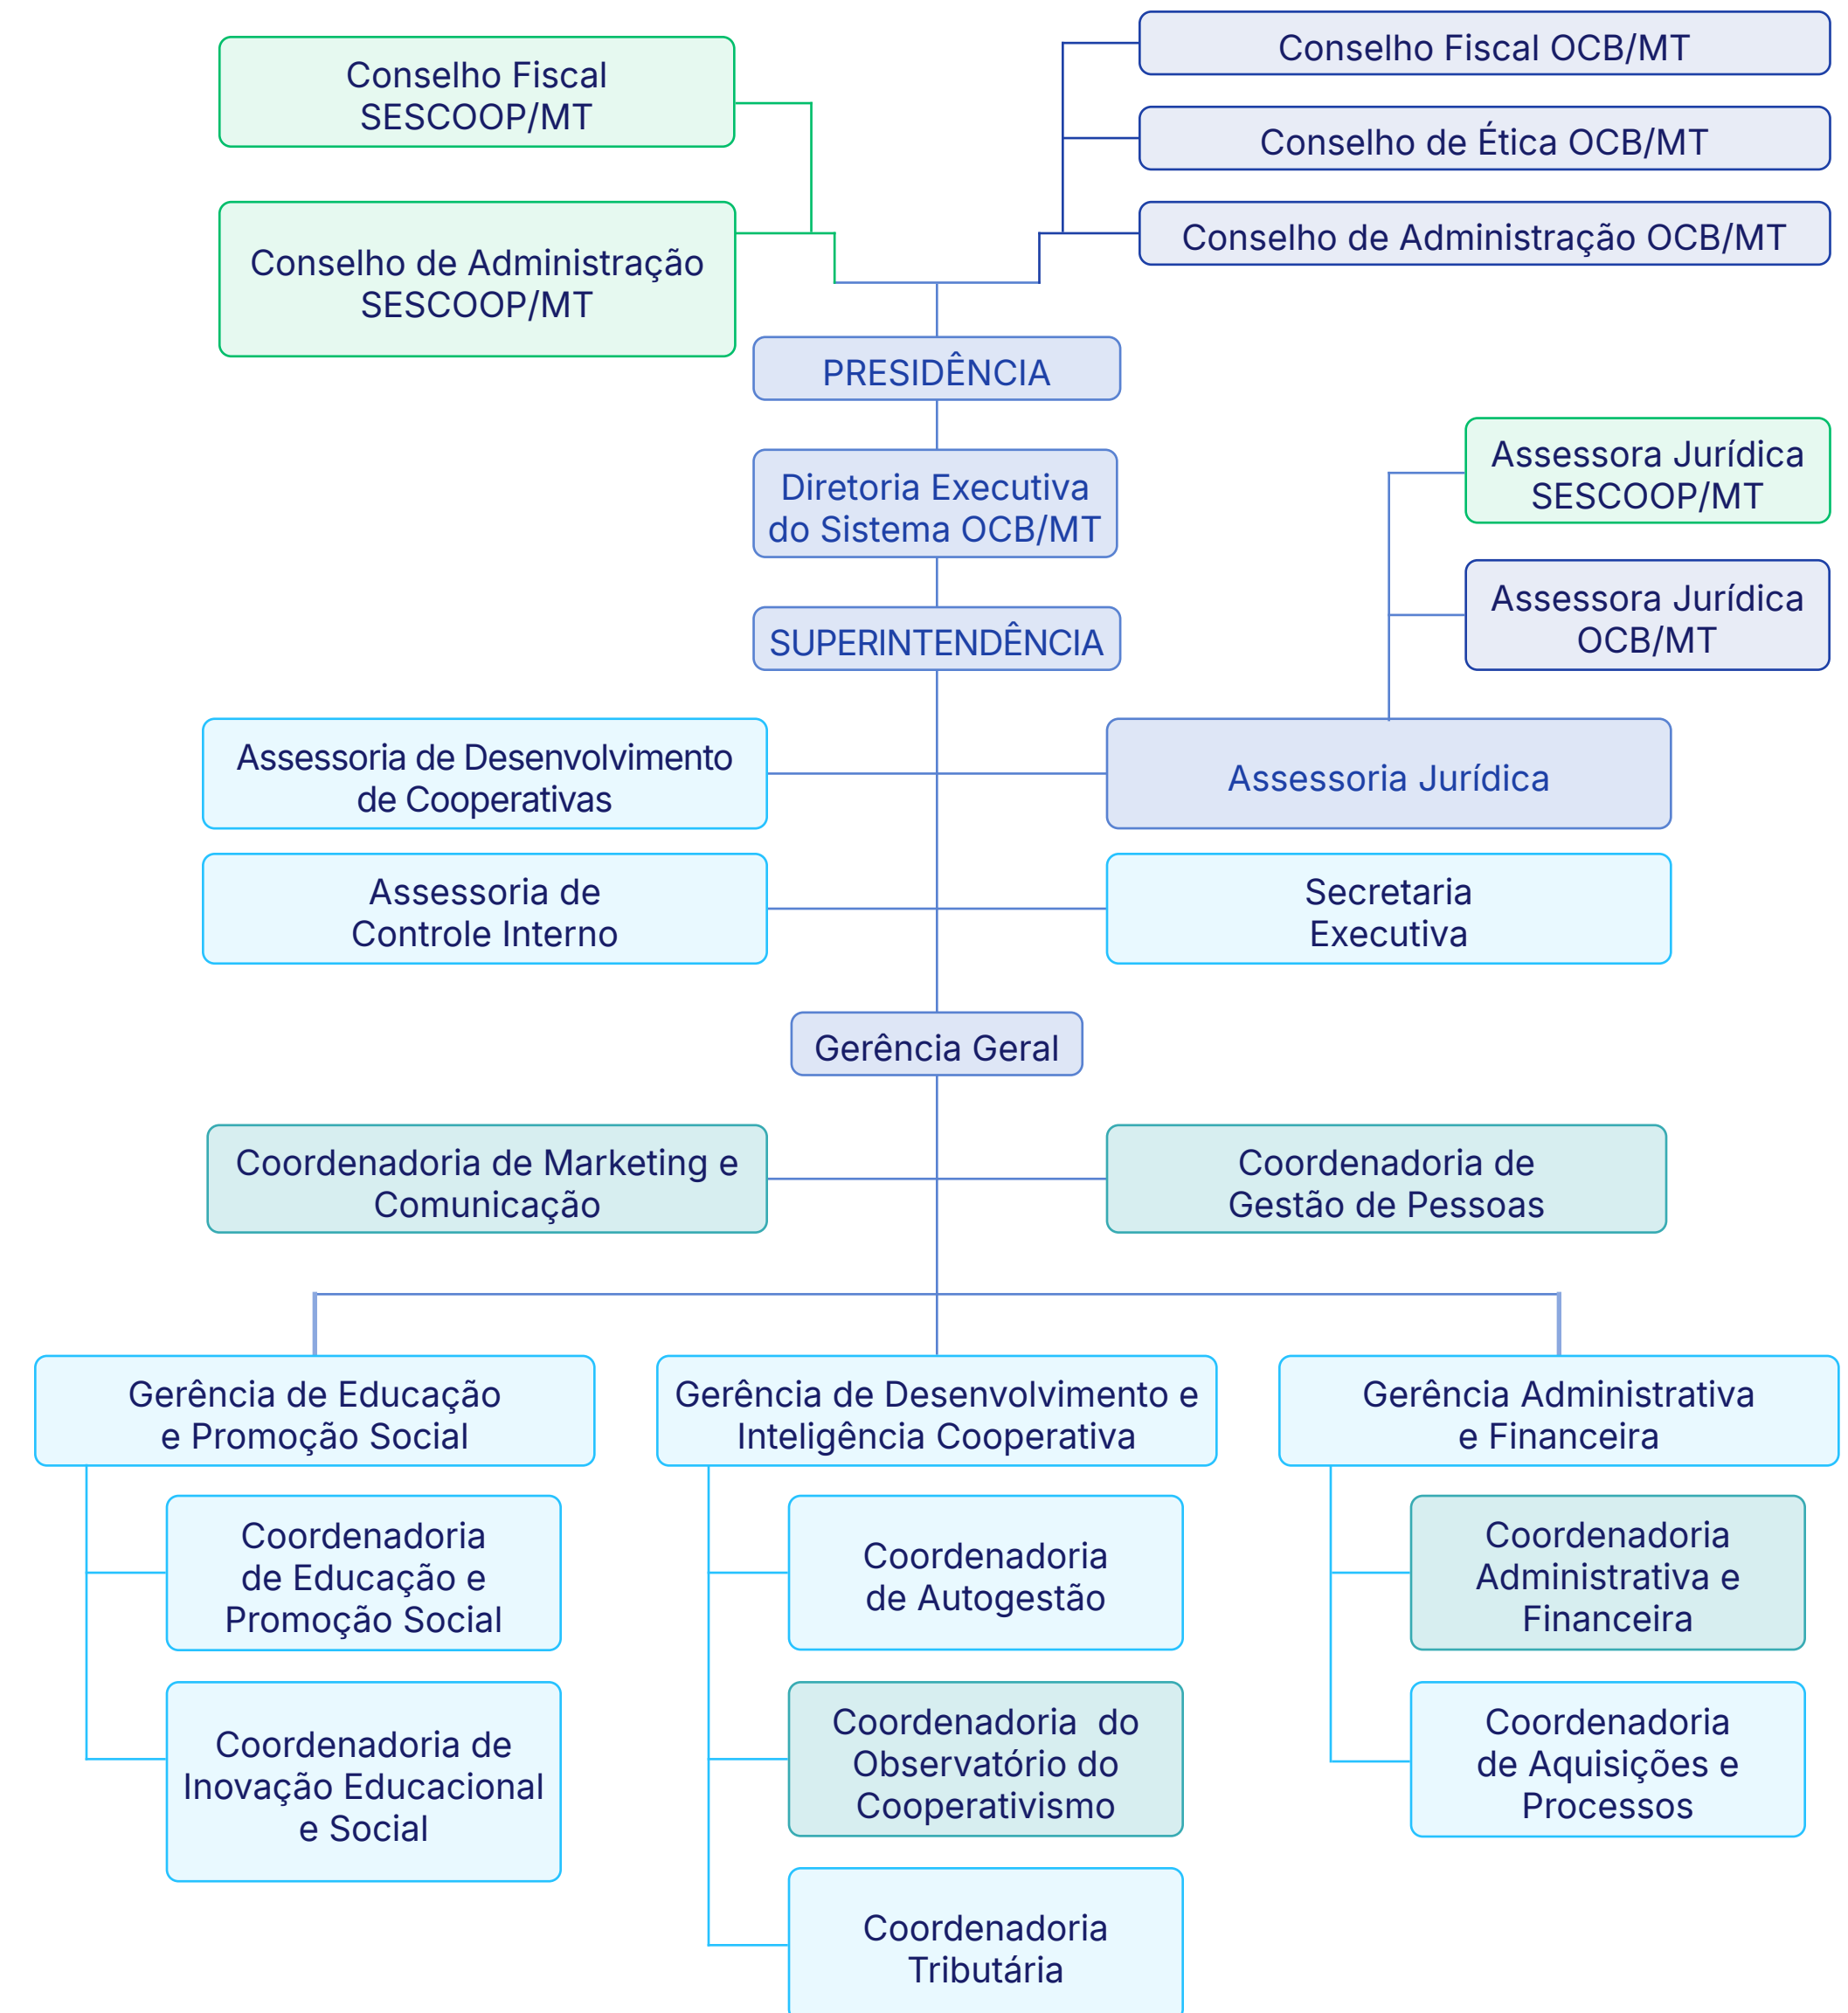 Conselho Fiscal
SESCOOP/MT
Conselho de Administração
SESCOOP/MT
Conselho Fiscal OCB/MT
Conselho de Ética OCB/MT
Conselho de Administração OCB/MT
PRESIDÊNCIA
Diretoria Executiva
do Sistema OCB/MT
SUPERINTENDÊNCIA
Assessora Jurídica
SESCOOP/MT
Assessora Jurídica
OCB/MT
Assessoria de Desenvolvimento
de Cooperativas
Assessoria Jurídica
Assessoria de
Controle Interno
Secretaria
Executiva
Gerência Geral
Coordenadoria de Marketing e
Comunicação
Coordenadoria de
Gestão de Pessoas
Gerência de Educação
e Promoção Social
Coordenadoria
de Educação e
Promoção Social
Coordenadoria de
Inovação Educacional
e Social
Gerência de Desenvolvimento e
Inteligência Cooperativa
Coordenadoria
de Autogestão
Coordenadoria  do
Observatório do
Cooperativismo
Coordenadoria
Tributária
Gerência Administrativa
e Financeira
Coordenadoria
Administrativa e
Financeira
Coordenadoria
de Aquisições e
Processos